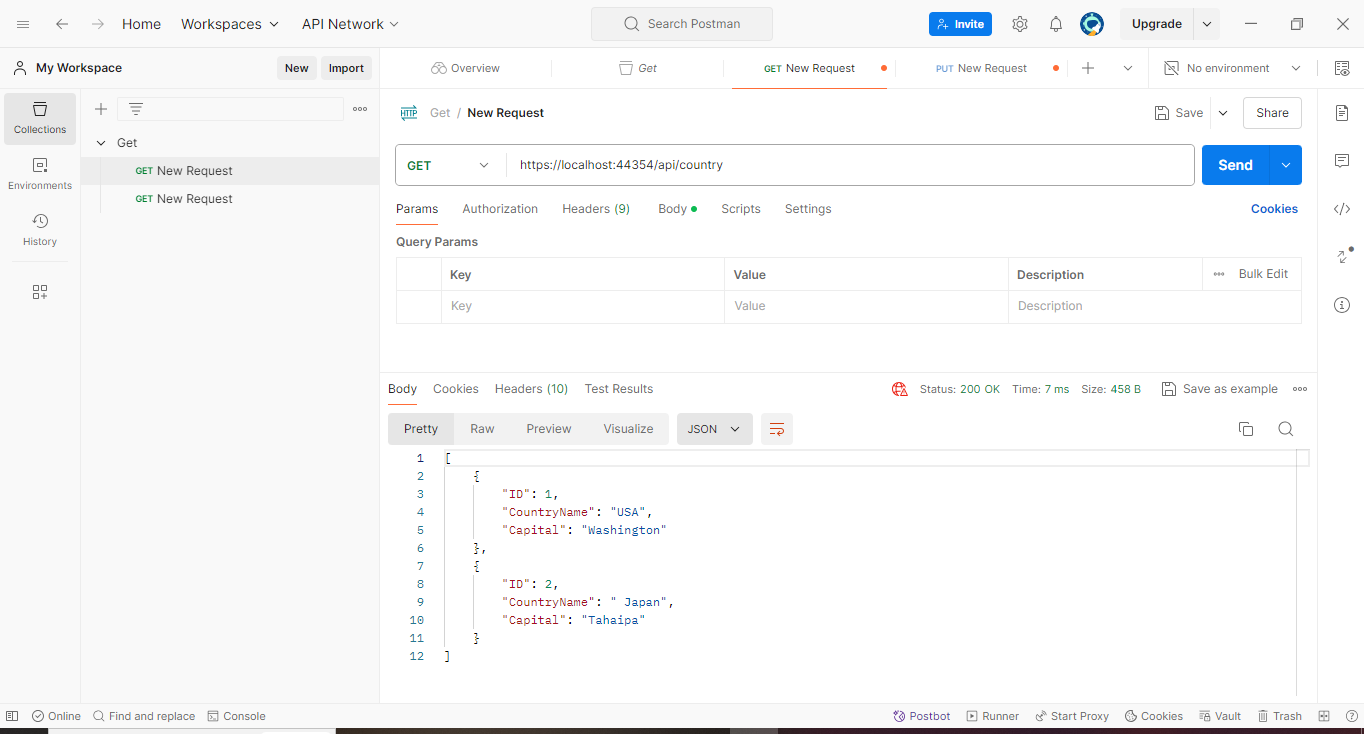 Home Workspaces API Network Search Postman Invite Upgrade
My Workspace New Import Overview Get GET New Request PUT New Request No environment
Collections
Environments
History
Get
GET New Request
GET New Request
HTTP Get / New Request Save Share
GET https://localhost:44354/api/country Send
Params Authorization Headers (9) Body Scripts Settings Cookies
Query Params
Key Value Description Bulk Edit
Key Value Description
Body Cookies Headers (10) Test Results Status: 200 OK Time: 7 ms Size: 458 B Save as example
Pretty Raw Preview Visualize JSON
1 [
2 {
3 "ID": 1,
4 "CountryName": "USA",
5 "Capital": "Washington"
6 },
7 {
8 "ID": 2,
9 "CountryName": " Japan",
10 "Capital": "Tahaipa"
11 }
12 ]
Online Find and replace Console Postbot Runner Start Proxy Cookies Vault Trash